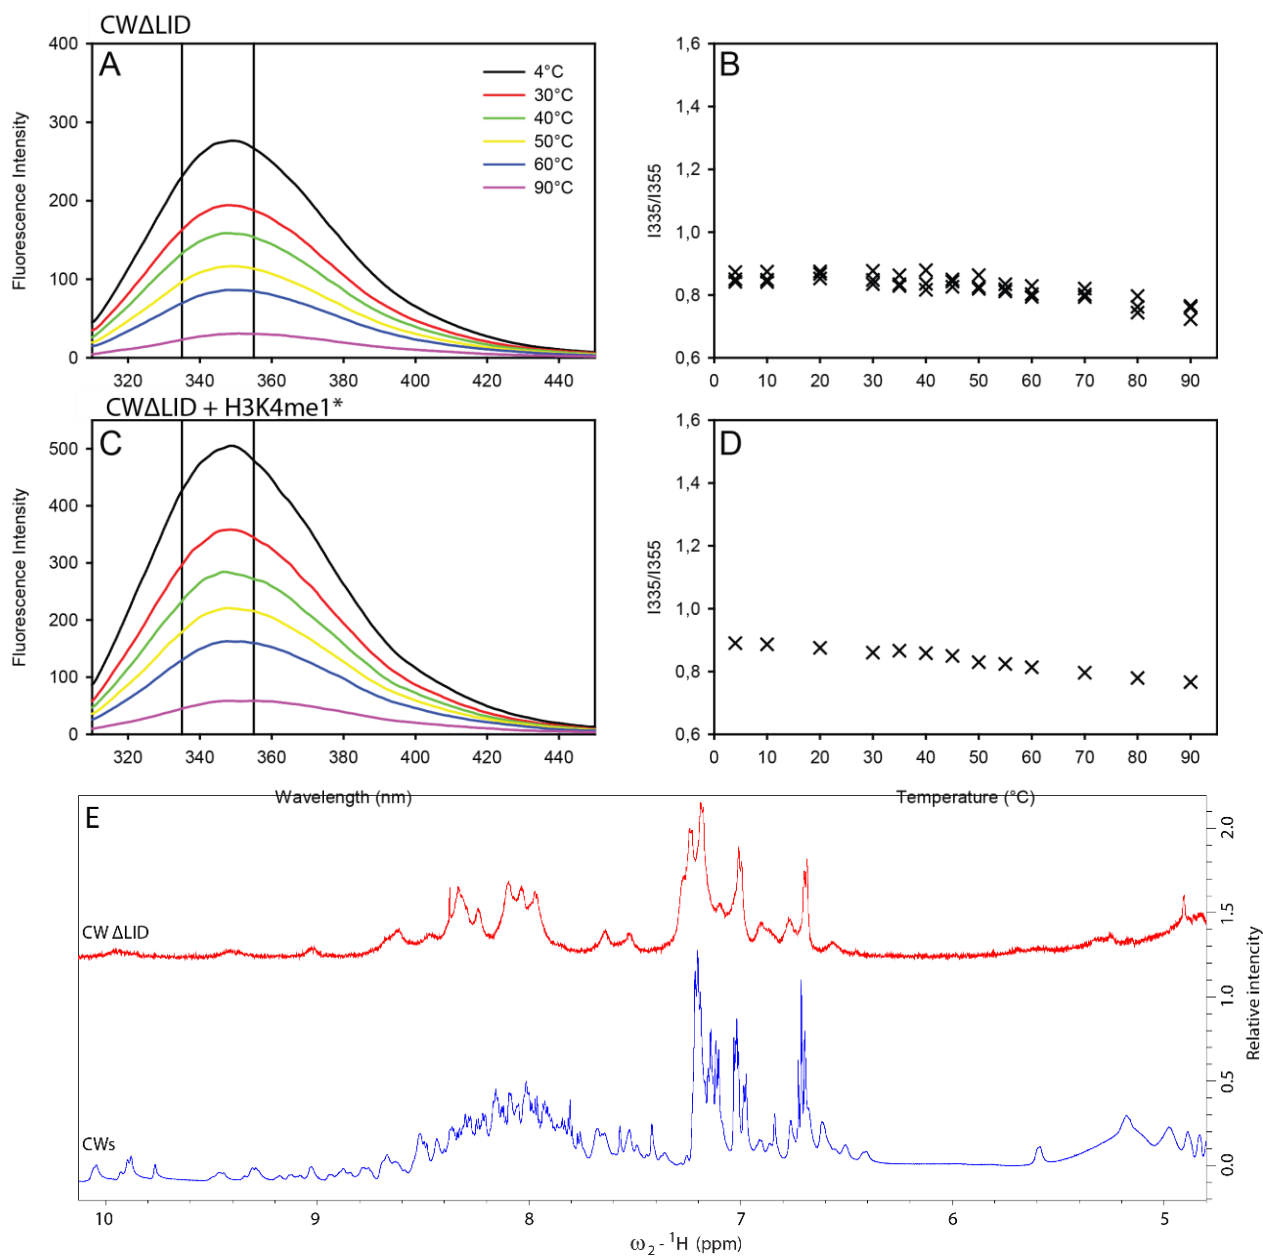 CWΔLID
A
B
400
300
200
100
0
Fluorescence Intensity
4°C
30°C
40°C
50°C
60°C
90°C
320 340 360 380 400 420 440
1,6
1,4
1,2
1,0
0,8
0,6
I335/I355
0 10 20 30 40 50 60 70 80 90
CWΔLID + H3K4me1*
C
D
500
400
300
200
100
0
Fluorescence Intensity
320 340 360 380 400 420 440
1,6
1,4
1,2
1,0
0,8
0,6
I335/I355
0 10 20 30 40 50 60 70 80 90
Wavelength (nm)
Temperature (°C)
E
CW ΔLID
CWs
2.0
1.5
1.0
0.5
0.0
Relative intencity
10 9 8 7 6 5
ω2 - 1H (ppm)